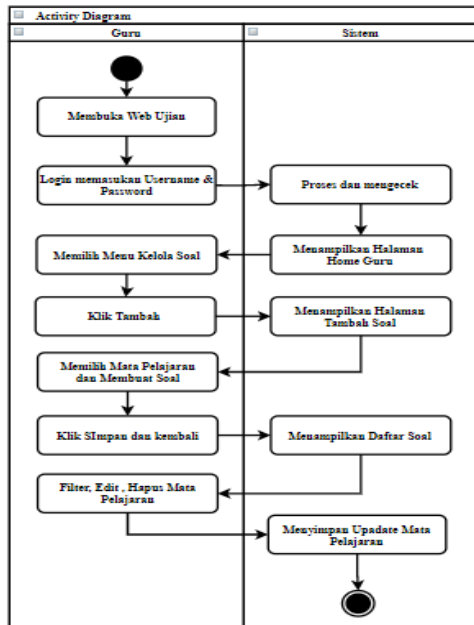 Activity Diagram
Guru
Sistem
Membuka Web Ujian
Login memasukan Username &
Password
Proses dan mengecek
Menampilkan Halaman
Home Guru
Memilih Menu Kelola Soal
Klik Tambah
Menampilkan Halaman
Tambah Soal
Memilih Mata Pelajaran
dan Membuat Soal
Klik SImpan dan kembali
Menampilkan Daftar Soal
Filter, Edit , Hapus Mata
Pelajaran
Menyimpan Upadate Mata
Pelajaran